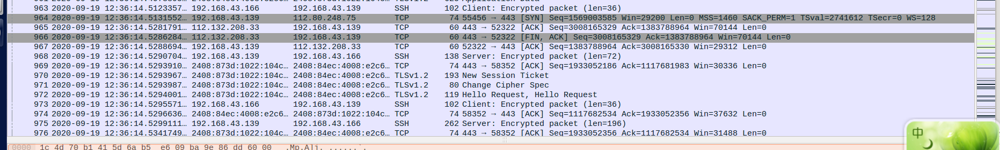 963 2020-09-19 12:36:14.5123357… 192.168.43.166 192.168.43.139 SSH 102 Client: Encrypted packet (len=36)
964 2020-09-19 12:36:14.5131552… 192.168.43.139 112.80.248.75 TCP 74 55456 → 443 [SYN] Seq=1569003585 Win=29200 Len=0 MSS=1460 SACK_PERM=1 TSval=2741612 TSecr=0 WS=128
965 2020-09-19 12:36:14.5281791… 112.132.208.33 192.168.43.139 TCP 60 443 → 52322 [ACK] Seq=3008165329 Ack=1383788964 Win=70144 Len=0
966 2020-09-19 12:36:14.5286284… 112.132.208.33 192.168.43.139 TCP 60 443 → 52322 [FIN, ACK] Seq=3008165329 Ack=1383788964 Win=70144 Len=0
967 2020-09-19 12:36:14.5288694… 192.168.43.139 112.132.208.33 TCP 60 52322 → 443 [ACK] Seq=1383788964 Ack=3008165330 Win=29312 Len=0
968 2020-09-19 12:36:14.5290704… 192.168.43.139 192.168.43.166 SSH 138 Server: Encrypted packet (len=72)
969 2020-09-19 12:36:14.5293910… 2408:873d:1022:104c… 2408:84ec:4008:e2c6… TCP 74 443 → 58352 [ACK] Seq=1933052186 Ack=1117681983 Win=30336 Len=0
970 2020-09-19 12:36:14.5293967… 2408:873d:1022:104c… 2408:84ec:4008:e2c6… TLSv1.2 193 New Session Ticket
971 2020-09-19 12:36:14.5293987… 2408:873d:1022:104c… 2408:84ec:4008:e2c6… TLSv1.2 80 Change Cipher Spec
972 2020-09-19 12:36:14.5294001… 2408:873d:1022:104c… 2408:84ec:4008:e2c6… TLSv1.2 119 Hello Request, Hello Request
973 2020-09-19 12:36:14.5295571… 192.168.43.166 192.168.43.139 SSH 102 Client: Encrypted packet (len=36)
974 2020-09-19 12:36:14.5296636… 2408:84ec:4008:e2c6… 2408:873d:1022:104c… TCP 74 58352 → 443 [ACK] Seq=1117682534 Ack=1933052356 Win=37632 Len=0
975 2020-09-19 12:36:14.5299111… 192.168.43.139 192.168.43.166 SSH 262 Server: Encrypted packet (len=196)
976 2020-09-19 12:36:14.5341749… 2408:873d:1022:104c… 2408:84ec:4008:e2c6… TCP 74 443 → 58352 [ACK] Seq=1933052356 Ack=1117682534 Win=31488 Len=0
中
0000 1c 4d 70 b1 41 5d 6a b5 e6 09 ba 9e 86 dd 60 00 .Mp.A]j. ......`.